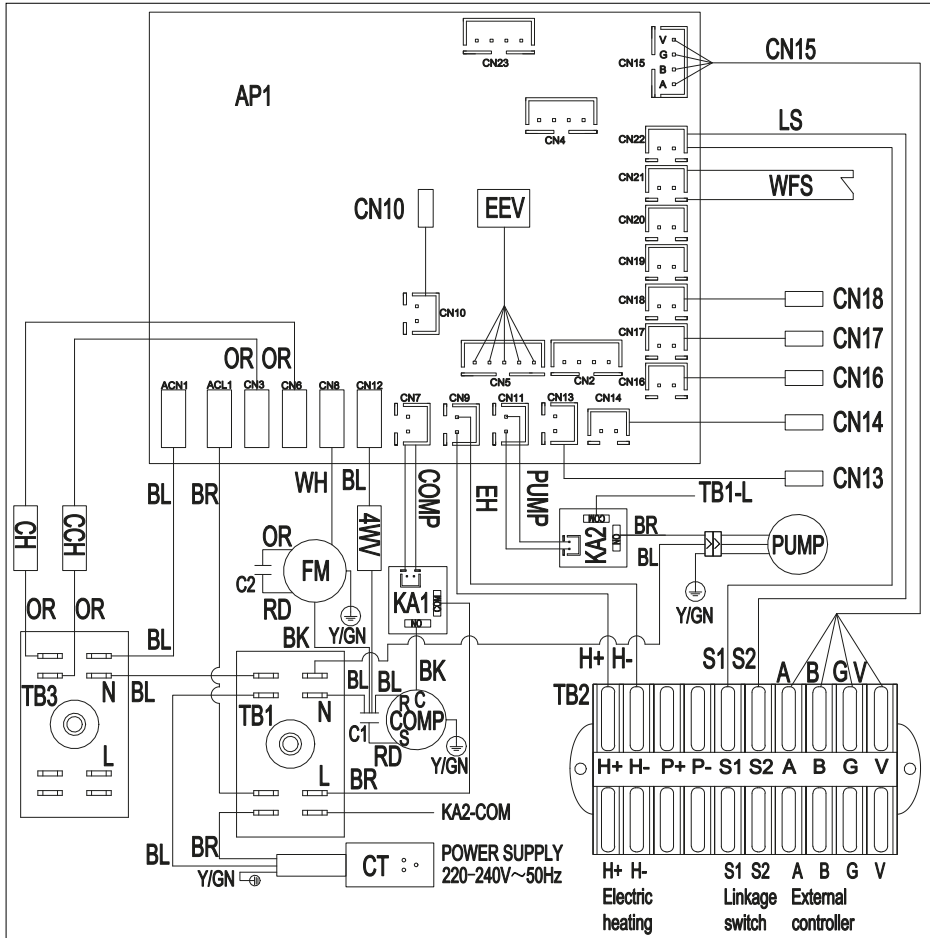 CN23
V
G
B
A
CN15
CN15
AP1
CN4
CN22
LS
CN21
WFS
CN10
EEV
CN20
CN19
CN10
CN18
CN18
CN17
CN17
CN5
CN2
CN16
CN16
OR OR
ACN1
ACL1
CN3
CN6
CN8
CN12
CN7
CN9
CN11
CN13
CN14
CN14
CN13
BL
BR
WH
BL
COMP
EH
PUMP
TB1-L
CH
CCH
4WV
COM
KA2
NO
BR
BL
PUMP
OR
C2
FM
RD
Y/GN
KA1
COM
NO
Y/GN
OR
OR
BL
BK
BK
H+ H-
S1 S2
A B G V
TB3
N
BL
L
TB1
N
L
BL
BL
C1
R
C
COMP
S
RD
Y/GN
BR
TB2
H+ H- P+ P- S1 S2 A B G V
KA2-COM
BL
BR
Y/GN
CT
POWER SUPPLY
220-240V～50Hz
H+ H- S1 S2 A B G V
Electric Linkage External
heating switch controller